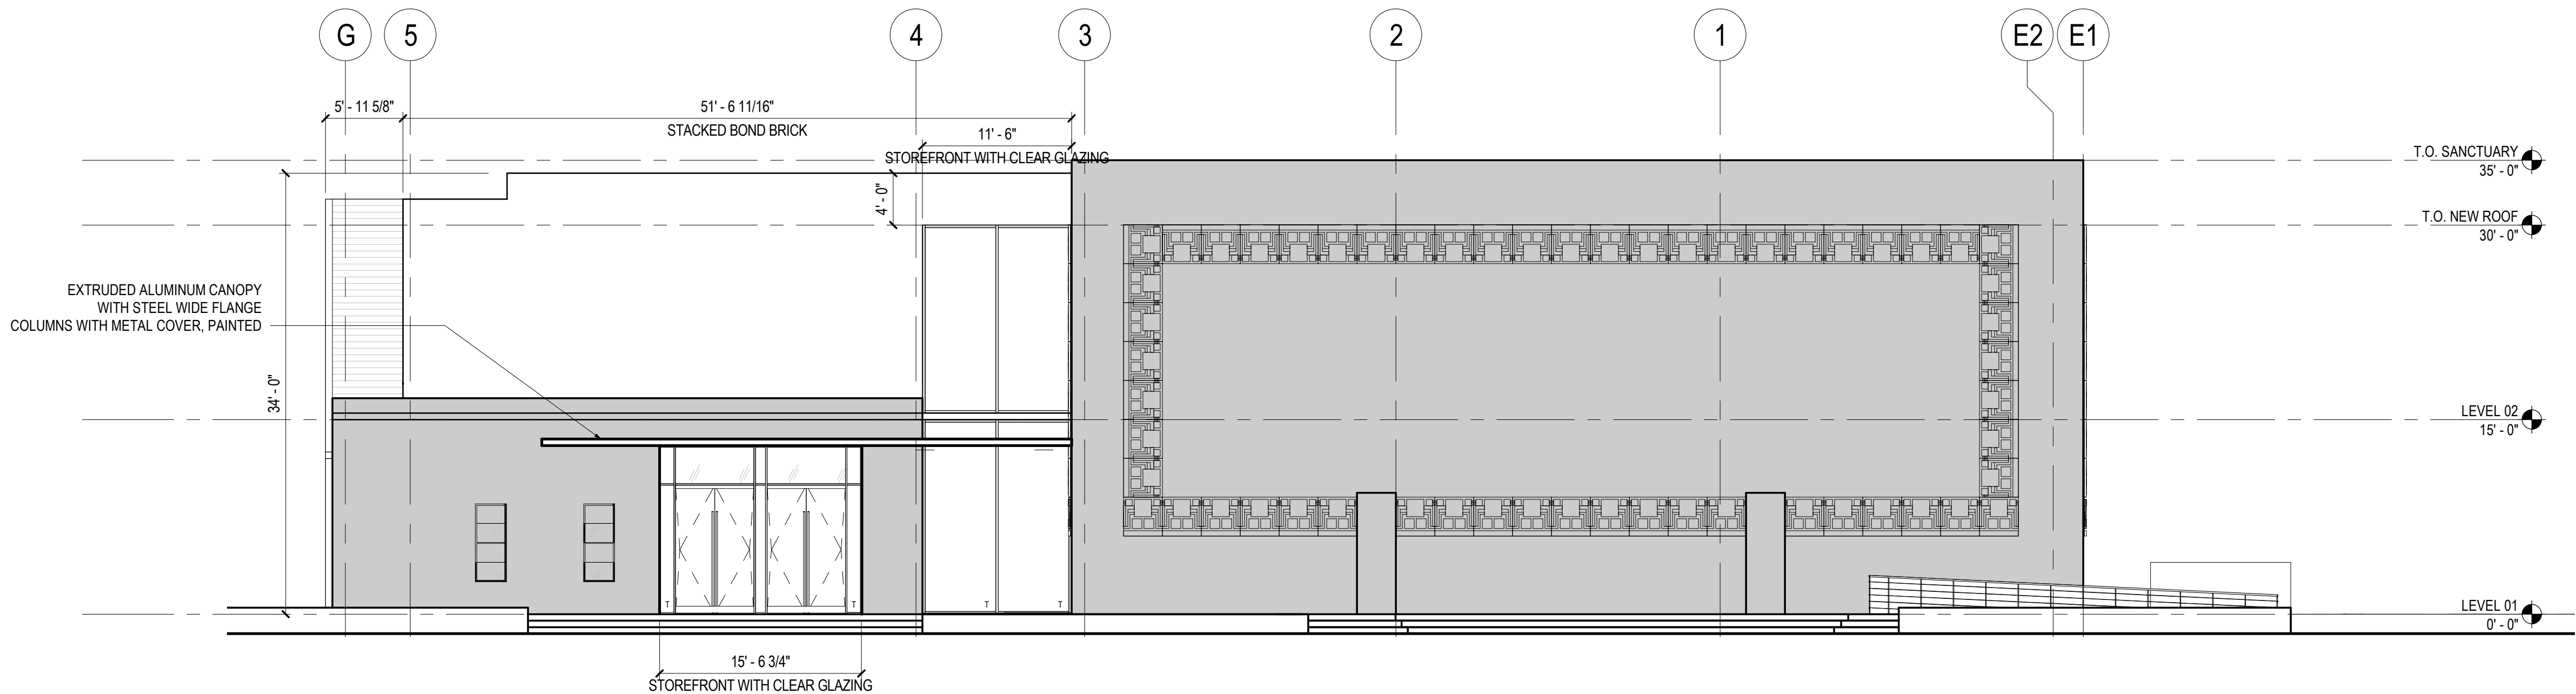 G
5
4
3
2
1
E2
E1
5' - 11 5/8"
51' - 6 11/16"
STACKED BOND BRICK
11' - 6"
STOREFRONT WITH CLEAR GLAZING
T.O. SANCTUARY
35' - 0"
4' - 0"
T.O. NEW ROOF
30' - 0"
EXTRUDED ALUMINUM CANOPY
WITH STEEL WIDE FLANGE
COLUMNS WITH METAL COVER, PAINTED
34' - 0"
LEVEL 02
15' - 0"
T
T
T
T
LEVEL 01
0' - 0"
15' - 6 3/4"
STOREFRONT WITH CLEAR GLAZING